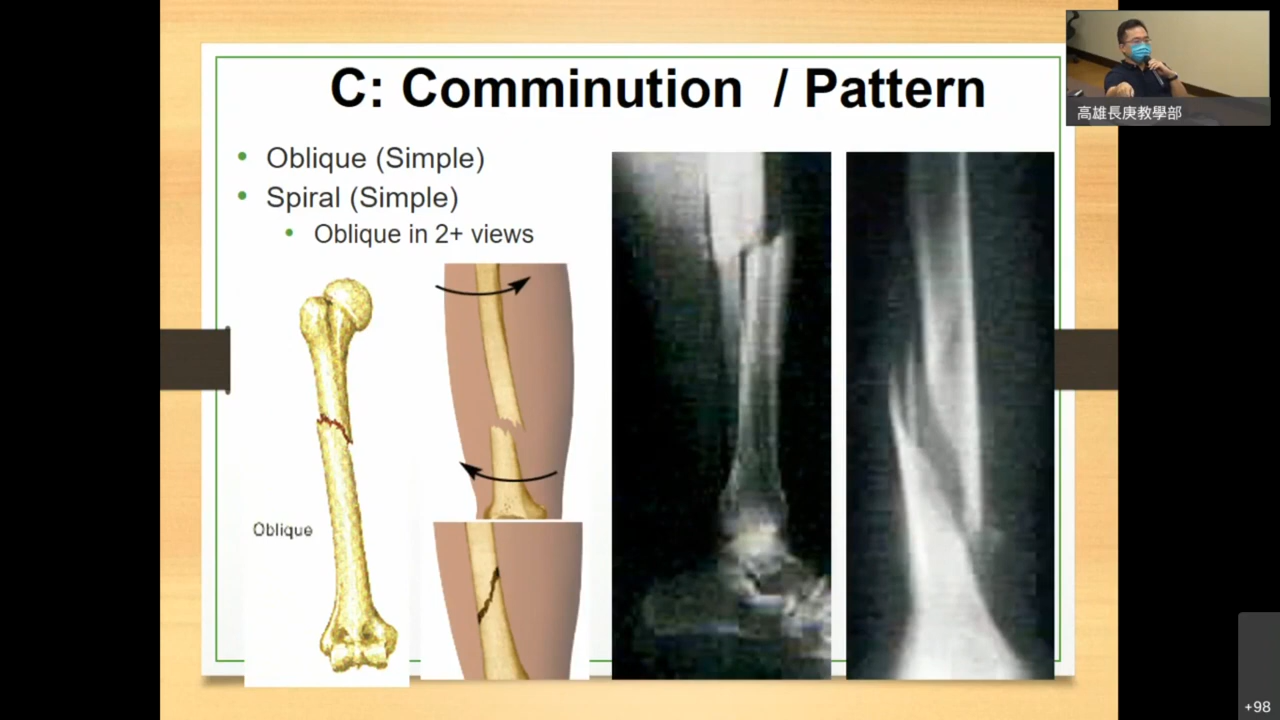 C: Comminution / Pattern
• Oblique (Simple)
• Spiral (Simple)
• Oblique in 2+ views
Oblique
高雄長庚教學部
+98